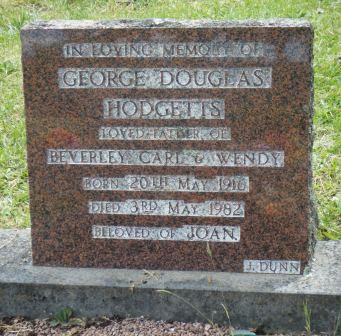 IN LOVING MEMORY OF
GEORGE DOUGLAS
HODGETTS
LOVED FATHER OF
BEVERLEY, CARL & WENDY
BORN 20TH MAY 1916
DIED 3RD MAY 1982
BELOVED OF JOAN.
J. DUNN